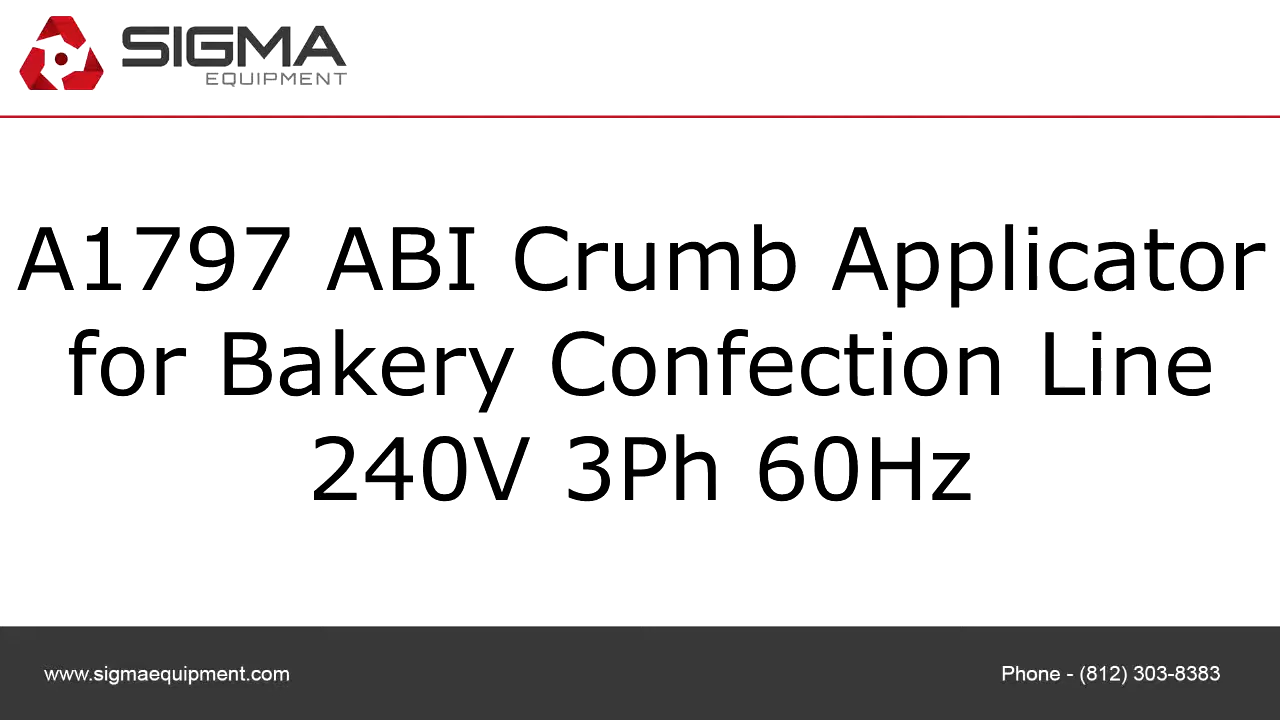 SIGMA
EQUIPMENT
A1797 ABI Crumb Applicator
for Bakery Confection Line
240V 3Ph 60Hz
www.sigmaequipment.com
Phone - (812) 303-8383